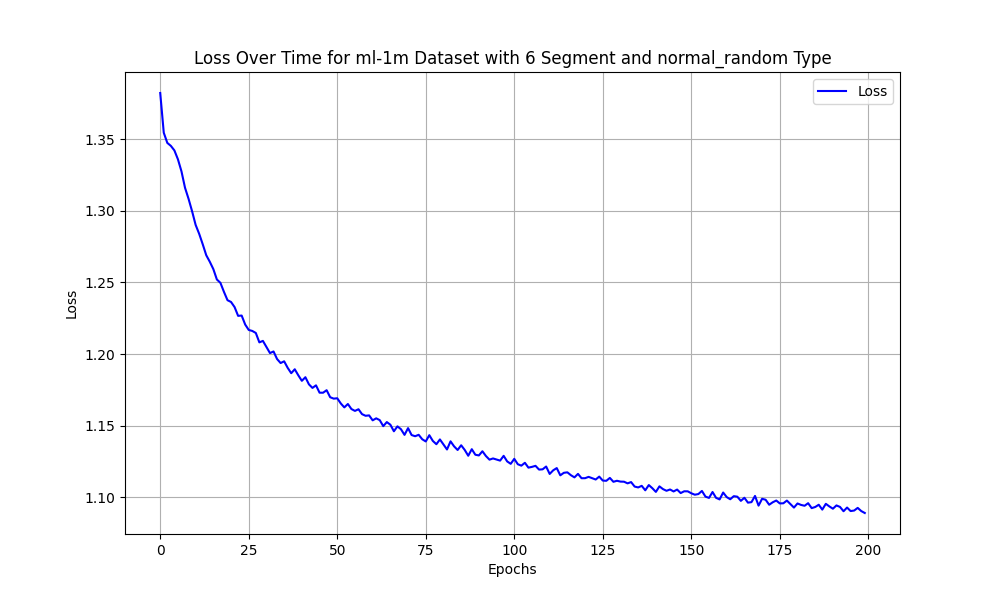 Loss Over Time for ml-1m Dataset with 6 Segment and normal_random Type
Loss
1.35
1.30
1.25
1.20
1.15
1.10
Loss
0 25 50 75 100 125 150 175 200
Epochs